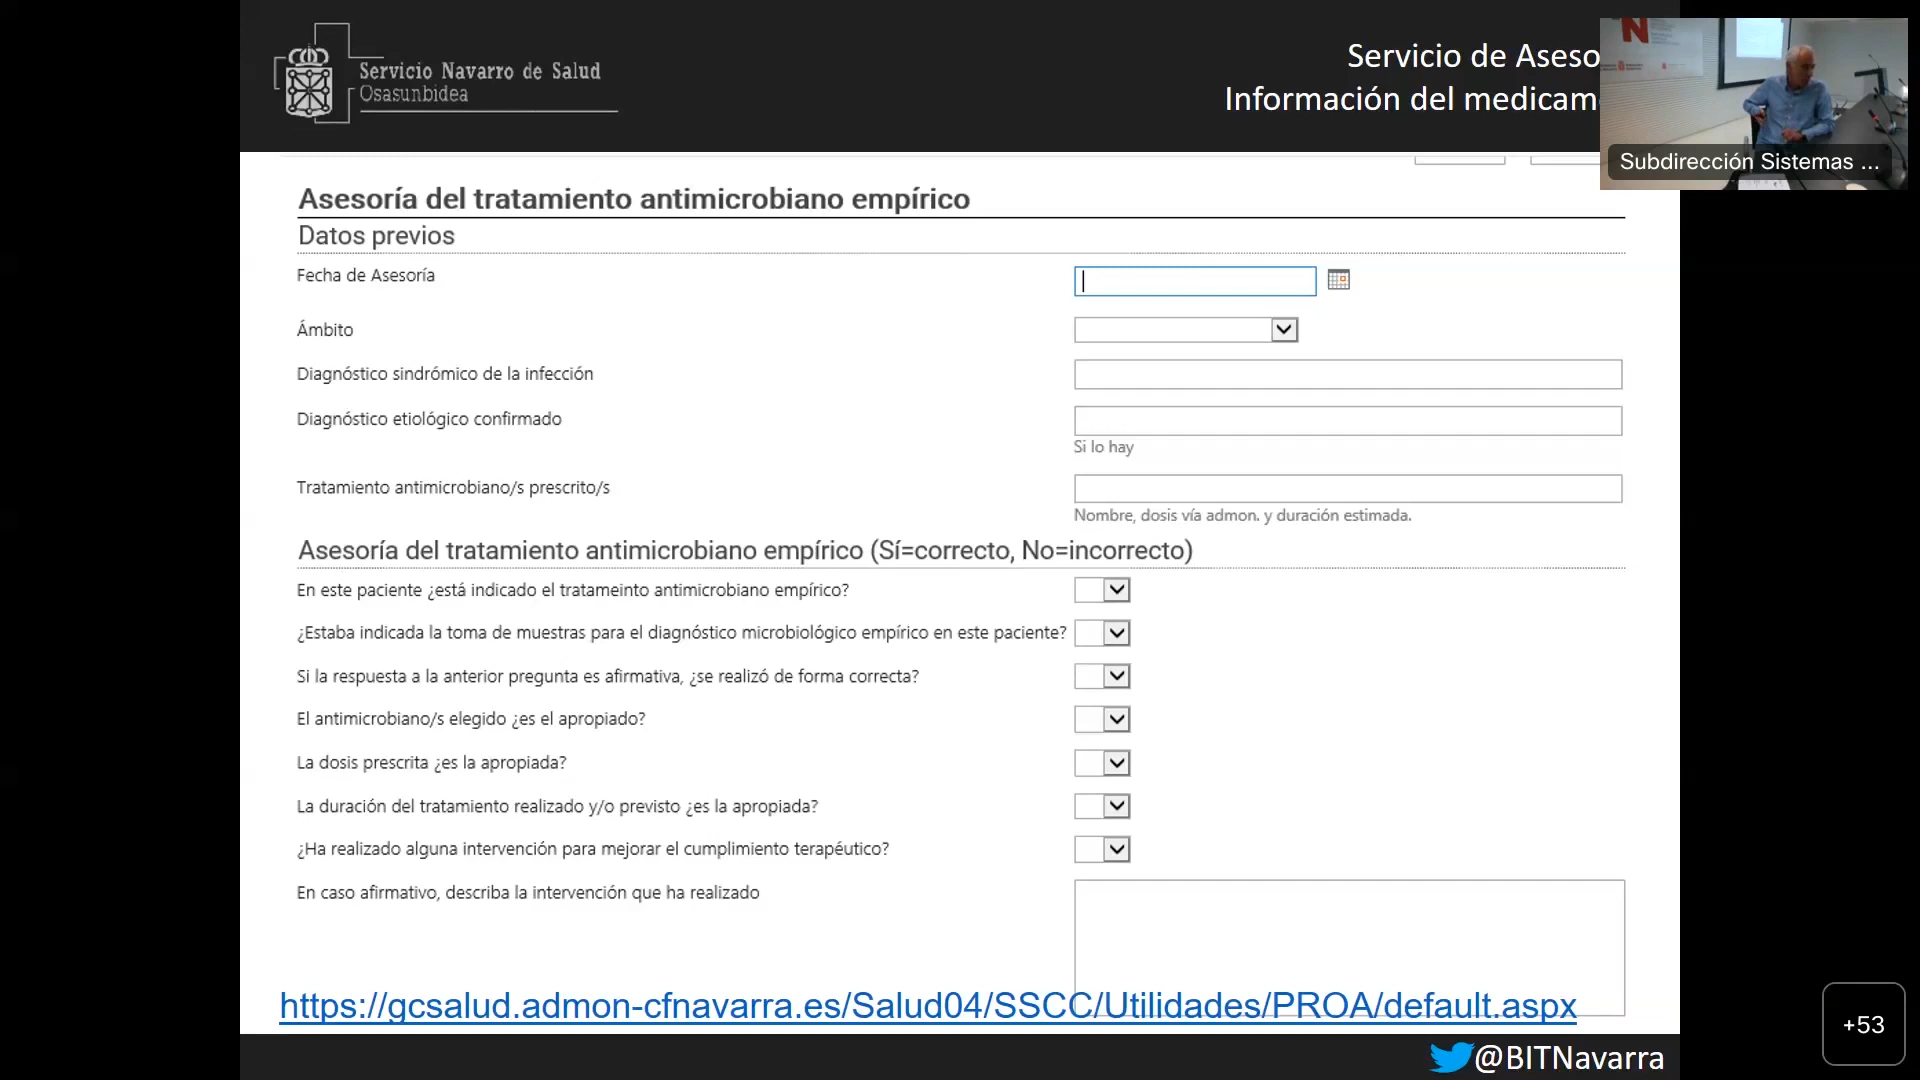 Servicio Navarro de Salud
Osasunbidea
Servicio de Aseso
Información del medicam
Subdirección Sistemas ...
Asesoría del tratamiento antimicrobiano empírico
Datos previos
Fecha de Asesoría
Ámbito
Diagnóstico sindrómico de la infección
Diagnóstico etiológico confirmado
Si lo hay
Tratamiento antimicrobiano/s prescrito/s
Nombre, dosis vía admon. y duración estimada.
Asesoría del tratamiento antimicrobiano empírico (Sí=correcto, No=incorrecto)
En este paciente ¿está indicado el tratameinto antimicrobiano empírico?
¿Estaba indicada la toma de muestras para el diagnóstico microbiológico empírico en este paciente?
Si la respuesta a la anterior pregunta es afirmativa, ¿se realizó de forma correcta?
El antimicrobiano/s elegido ¿es el apropiado?
La dosis prescrita ¿es la apropiada?
La duración del tratamiento realizado y/o previsto ¿es la apropiada?
¿Ha realizado alguna intervención para mejorar el cumplimiento terapéutico?
En caso afirmativo, describa la intervención que ha realizado
https://gcsalud.admon-cfnavarra.es/Salud04/SSCC/Utilidades/PROA/default.aspx
@BITNavarra
+53